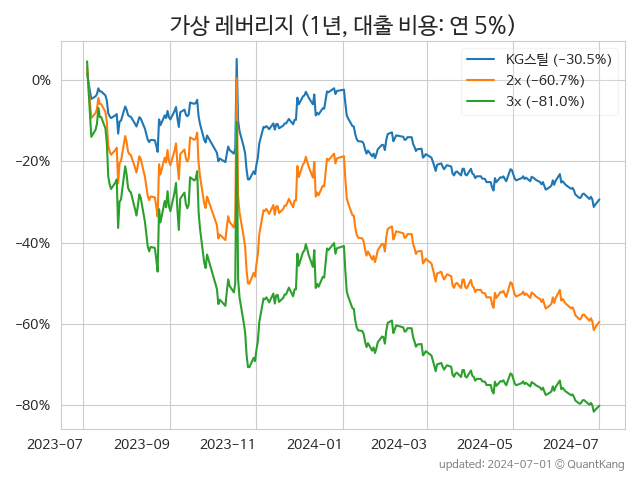 가상 레버리지 (1년, 대출 비용: 연 5%)
KG스틸 (−30.5%)
2x (−60.7%)
3x (−81.0%)
0%
−20%
−40%
−60%
−80%
2023-07 2023-09 2023-11 2024-01 2024-03 2024-05 2024-07
updated: 2024-07-01 © QuantKang